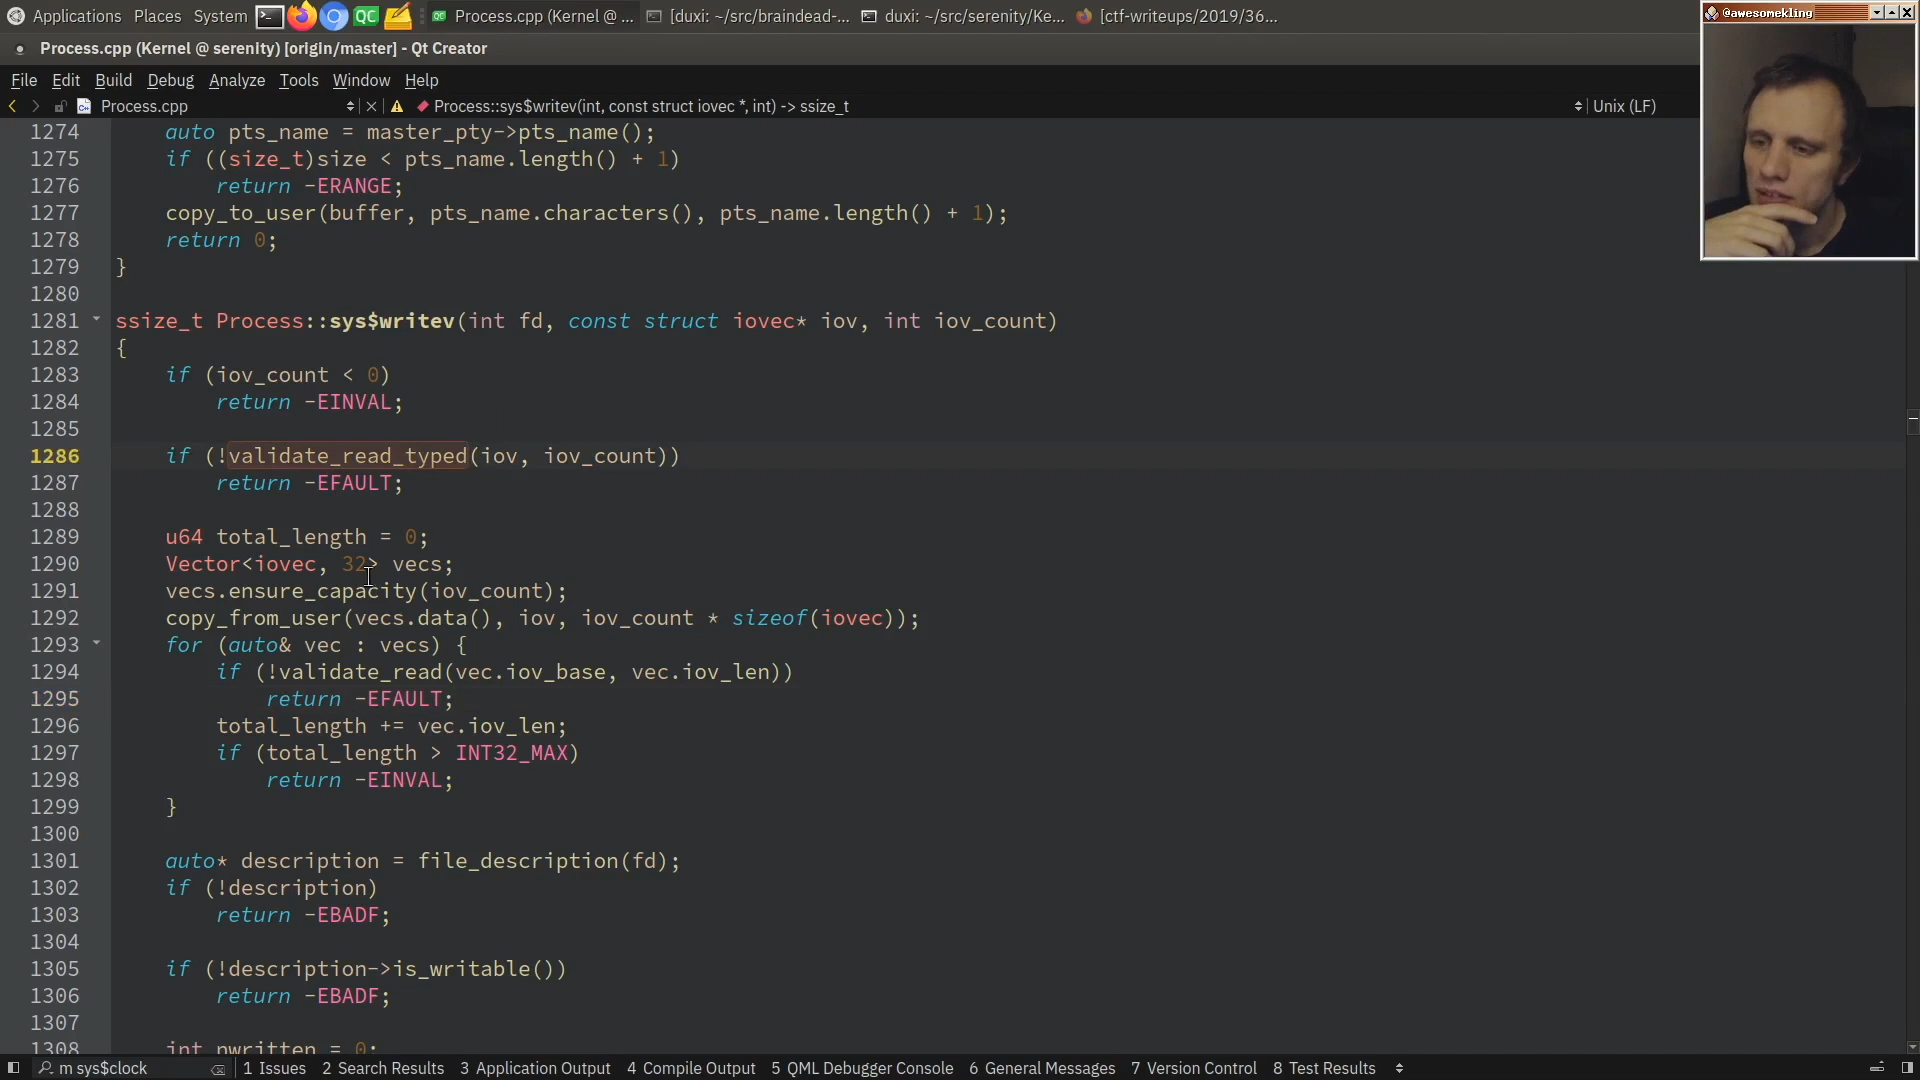 Applications Places System QC Process.cpp (Kernel @ ... [duxi: ~/src/braindead-... duxi: ~/src/serenity/Ke... [ctf-writeups/2019/36...
@awesomekling
Process.cpp (Kernel @ serenity) [origin/master] - Qt Creator
File Edit Build Debug Analyze Tools Window Help
Process.cpp Process::sys$writev(int, const struct iovec *, int) -> ssize_t Unix (LF)
1274 auto pts_name = master_pty->pts_name();
1275 if ((size_t)size < pts_name.length() + 1)
1276 return -ERANGE;
1277 copy_to_user(buffer, pts_name.characters(), pts_name.length() + 1);
1278 return 0;
1279 }
1280
1281 ssize_t Process::sys$writev(int fd, const struct iovec* iov, int iov_count)
1282 {
1283 if (iov_count < 0)
1284 return -EINVAL;
1285
1286 if (!validate_read_typed(iov, iov_count))
1287 return -EFAULT;
1288
1289 u64 total_length = 0;
1290 Vector<iovec, 32> vecs;
1291 vecs.ensure_capacity(iov_count);
1292 copy_from_user(vecs.data(), iov, iov_count * sizeof(iovec));
1293 for (auto& vec : vecs) {
1294 if (!validate_read(vec.iov_base, vec.iov_len))
1295 return -EFAULT;
1296 total_length += vec.iov_len;
1297 if (total_length > INT32_MAX)
1298 return -EINVAL;
1299 }
1300
1301 auto* description = file_description(fd);
1302 if (!description)
1303 return -EBADF;
1304
1305 if (!description->is_writable())
1306 return -EBADF;
1307
1308 int nwritten = 0;
m sys$clock 1 Issues 2 Search Results 3 Application Output 4 Compile Output 5 QML Debugger Console 6 General Messages 7 Version Control 8 Test Results